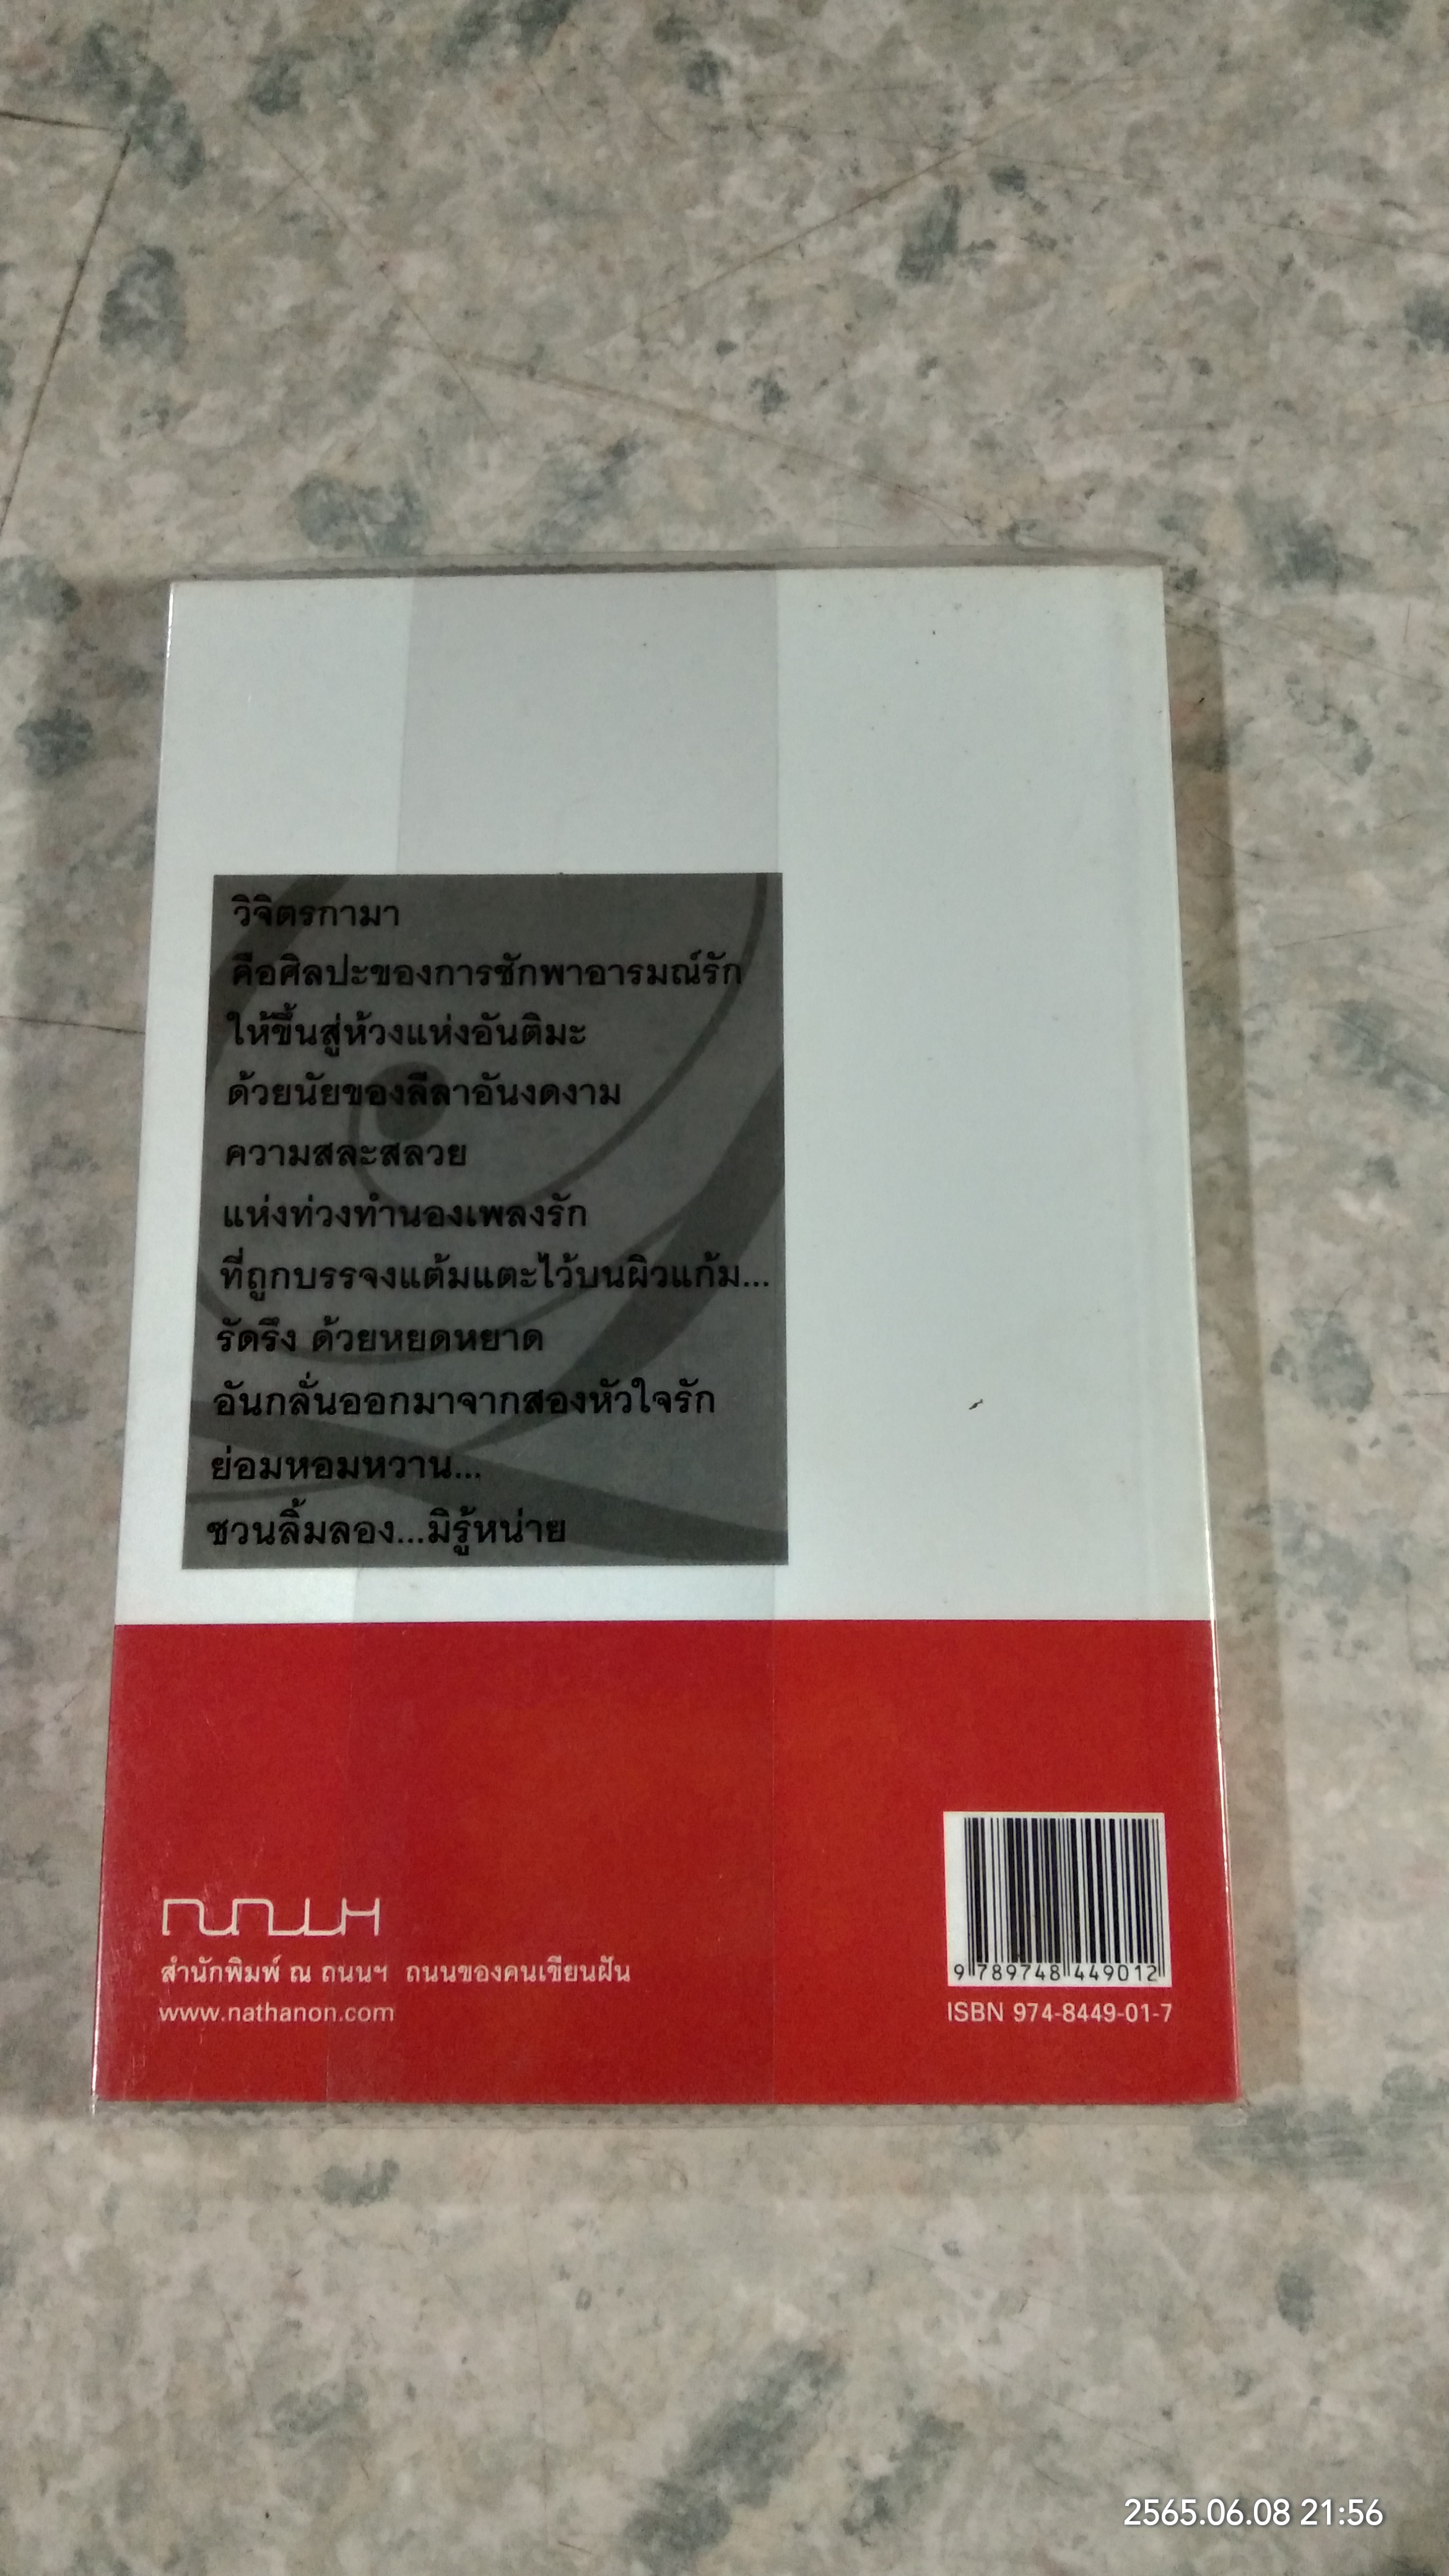 วิจิตรกามา
คือศิลปะของการชักพาอารมณ์รัก
ให้ขึ้นสู่ห้วงแห่งอันติมะ
ด้วยนัยของลีลาอันงดงาม
ความสละสลวย
แห่งท่วงทำนองเพลงรัก
ที่ถูกบรรจงแต้มแตะไว้บนผิวแก้ม...
รัดรึง ด้วยหยดหยาด
อันกลั่นออกมาจากสองหัวใจรัก
ย่อมหอมหวาน...
ชวนลิ้มลอง...มิรู้หน่าย
สำนักพิมพ์ ณ ถนนฯ ถนนของคนเขียนฝัน
www.nathanon.com
9 789748 449012
ISBN 974-8449-01-7
2565.06.08 21:56